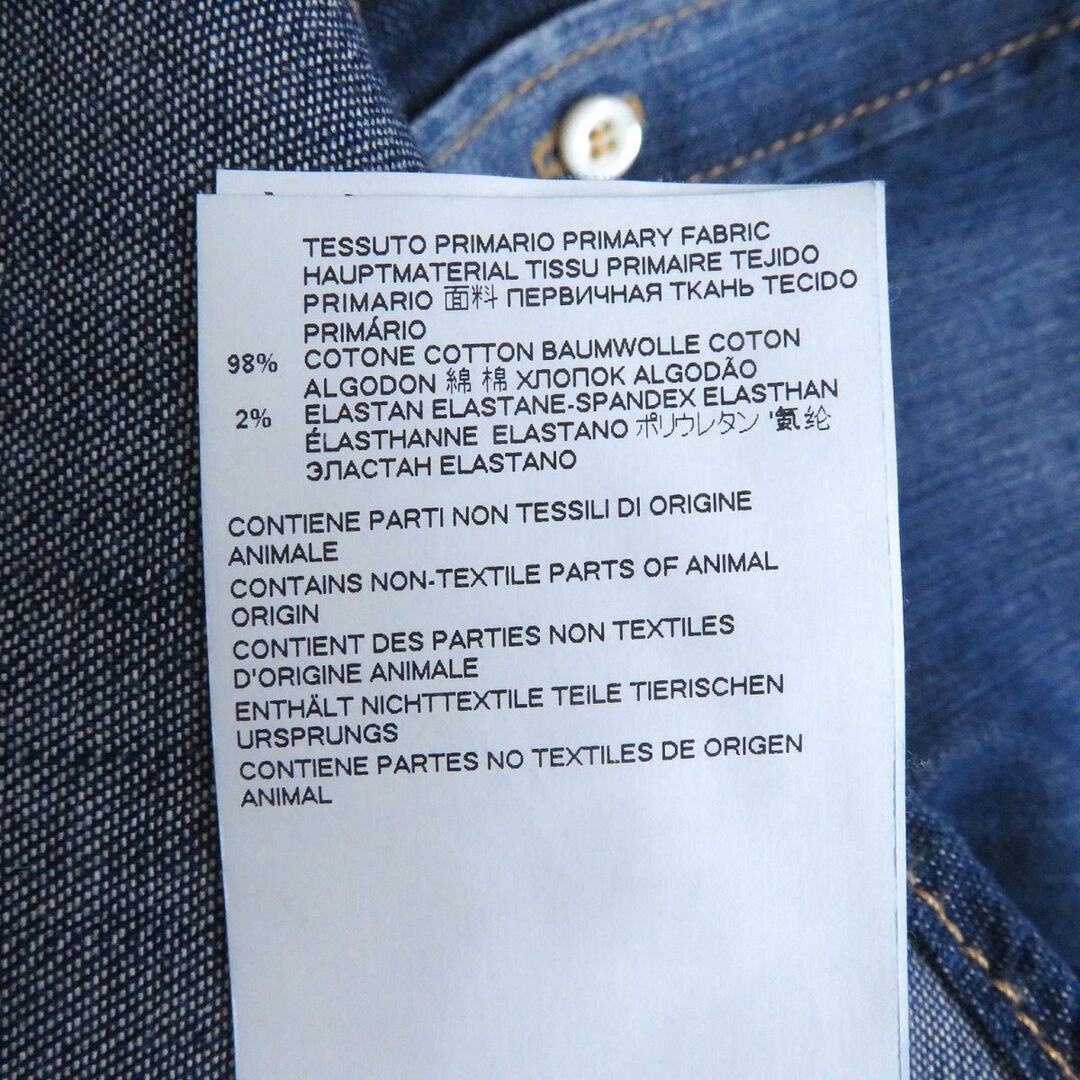 TESSUTO PRIMARIO PRIMARY FABRIC
HAUPTMATERIAL TISSU PRIMAIRE TEJIDO
PRIMARIO 面料 ПЕРВИЧНАЯ ТКАНЬ TECIDO
PRIMÁRIO
98% COTONE COTTON BAUMWOLLE COTON
ALGODON 綿 棉 ХЛОПОК ALGODÃO
2% ELASTAN ELASTANE-SPANDEX ELASTHAN
ÉLASTHANNE ELASTANO ポリウレタン '氨纶
ЭЛАСТАН ELASTANO
CONTIENE PARTI NON TESSILI DI ORIGINE
ANIMALE
CONTAINS NON-TEXTILE PARTS OF ANIMAL
ORIGIN
CONTIENT DES PARTIES NON TEXTILES
D'ORIGINE ANIMALE
ENTHÄLT NICHTTEXTILE TEILE TIERISCHEN
URSPRUNGS
CONTIENE PARTES NO TEXTILES DE ORIGEN
ANIMAL